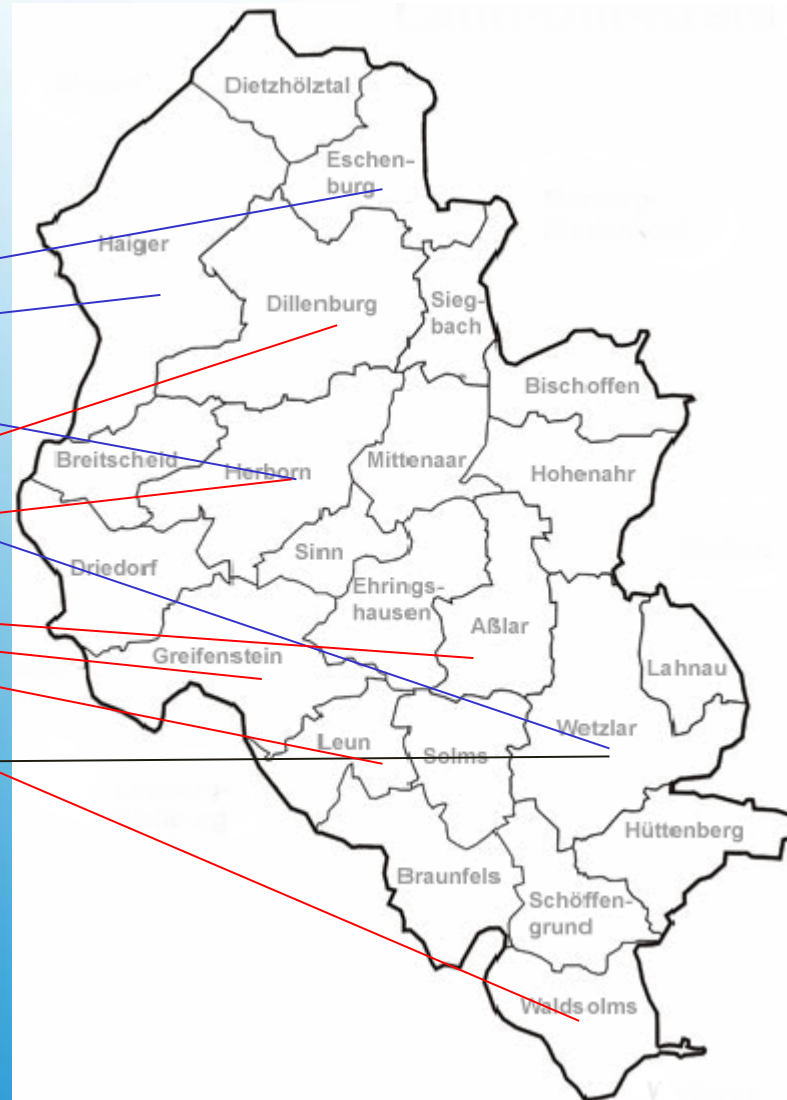 Dietzhölztal
Eschen-
burg
Haiger
Dillenburg
Sieg-
bach
Bischoffen
Breitscheid
Herborn
Mittenaar
Hohenahr
Sinn
Driedorf
Ehrings-
hausen
Aßlar
Greifenstein
Lahnau
Leun
Solms
Wetzlar
Hüttenberg
Braunfels
Schöffen-
grund
Waldsolms